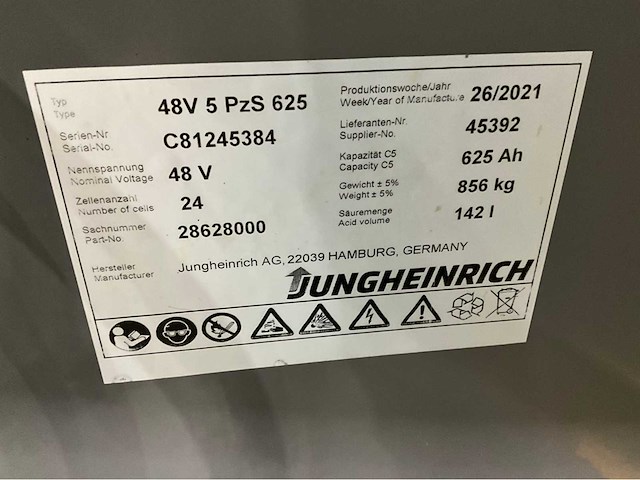 Typ
Type
48V 5 PzS 625
Serien-Nr
Serial-No.
C81245384
Nennspannung
Nominal Voltage
48 V
Zellenanzahl
Number of cells
24
Sachnummer
Part-No.
28628000
Produktionswoche/Jahr
Week/Year of Manufacture
26/2021
Lieferanten-Nr.
Supplier-No.
45392
Kapazität C5
Capacity C5
625 Ah
Gewicht ± 5%
Weight ± 5%
856 kg
Säuremenge
Acid volume
142 l
Hersteller
Manufacturer
Jungheinrich AG, 22039 HAMBURG, GERMANY
JUNGHEINRICH